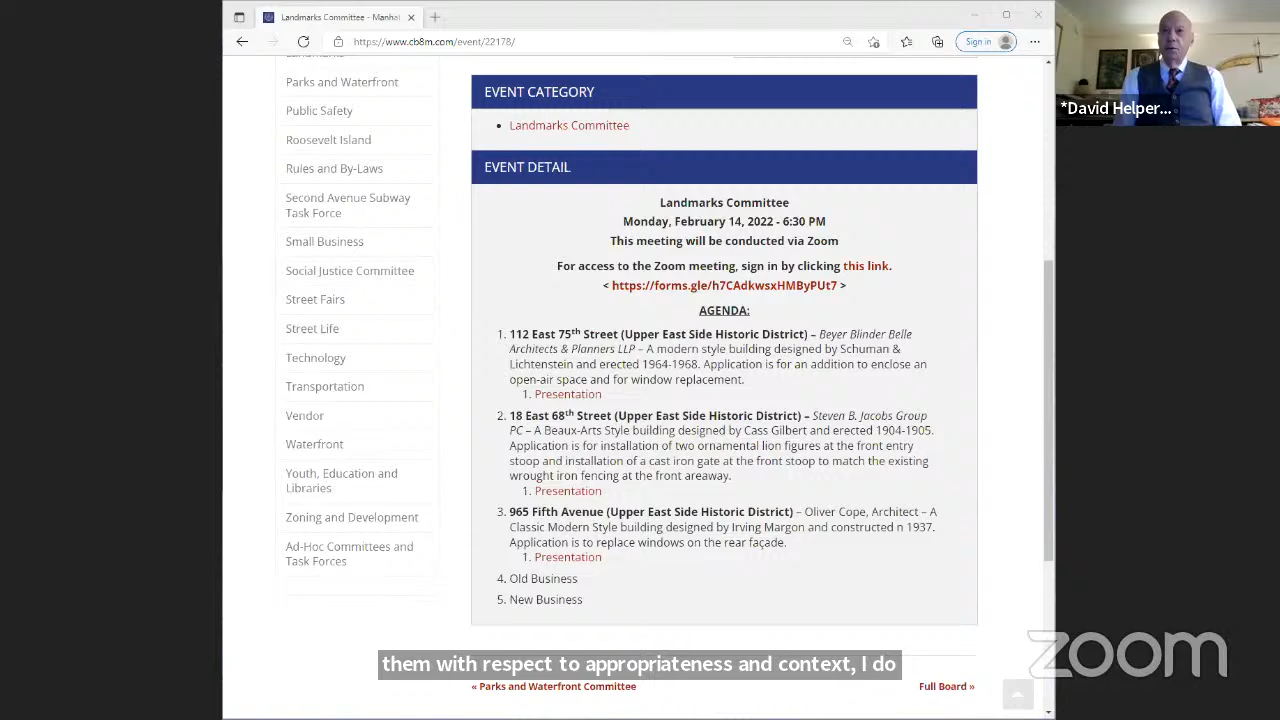 Landmarks Committee - Manhat
https://www.cb8m.com/event/22178/
Sign in
Parks and Waterfront
Public Safety
Roosevelt Island
Rules and By-Laws
Second Avenue Subway
Task Force
Small Business
Social Justice Committee
Street Fairs
Street Life
Technology
Transportation
Vendor
Waterfront
Youth, Education and
Libraries
Zoning and Development
Ad-Hoc Committees and
Task Forces
EVENT CATEGORY
• Landmarks Committee
EVENT DETAIL
Landmarks Committee
Monday, February 14, 2022 - 6:30 PM
This meeting will be conducted via Zoom
For access to the Zoom meeting, sign in by clicking this link.
< https://forms.gle/h7CAdkwsxHMByPUt7 >
AGENDA:
1. 112 East 75th Street (Upper East Side Historic District) – Beyer Blinder Belle
Architects & Planners LLP – A modern style building designed by Schuman &
Lichtenstein and erected 1964-1968. Application is for an addition to enclose an
open-air space and for window replacement.
1. Presentation
2. 18 East 68th Street (Upper East Side Historic District) – Steven B. Jacobs Group
PC – A Beaux-Arts Style building designed by Cass Gilbert and erected 1904-1905.
Application is for installation of two ornamental lion figures at the front entry
stoop and installation of a cast iron gate at the front stoop to match the existing
wrought iron fencing at the front areaway.
1. Presentation
3. 965 Fifth Avenue (Upper East Side Historic District) – Oliver Cope, Architect – A
Classic Modern Style building designed by Irving Margon and constructed n 1937.
Application is to replace windows on the rear façade.
1. Presentation
4. Old Business
5. New Business
them with respect to appropriateness and context, I do
« Parks and Waterfront Committee
Full Board »
*David Helper...
zoom